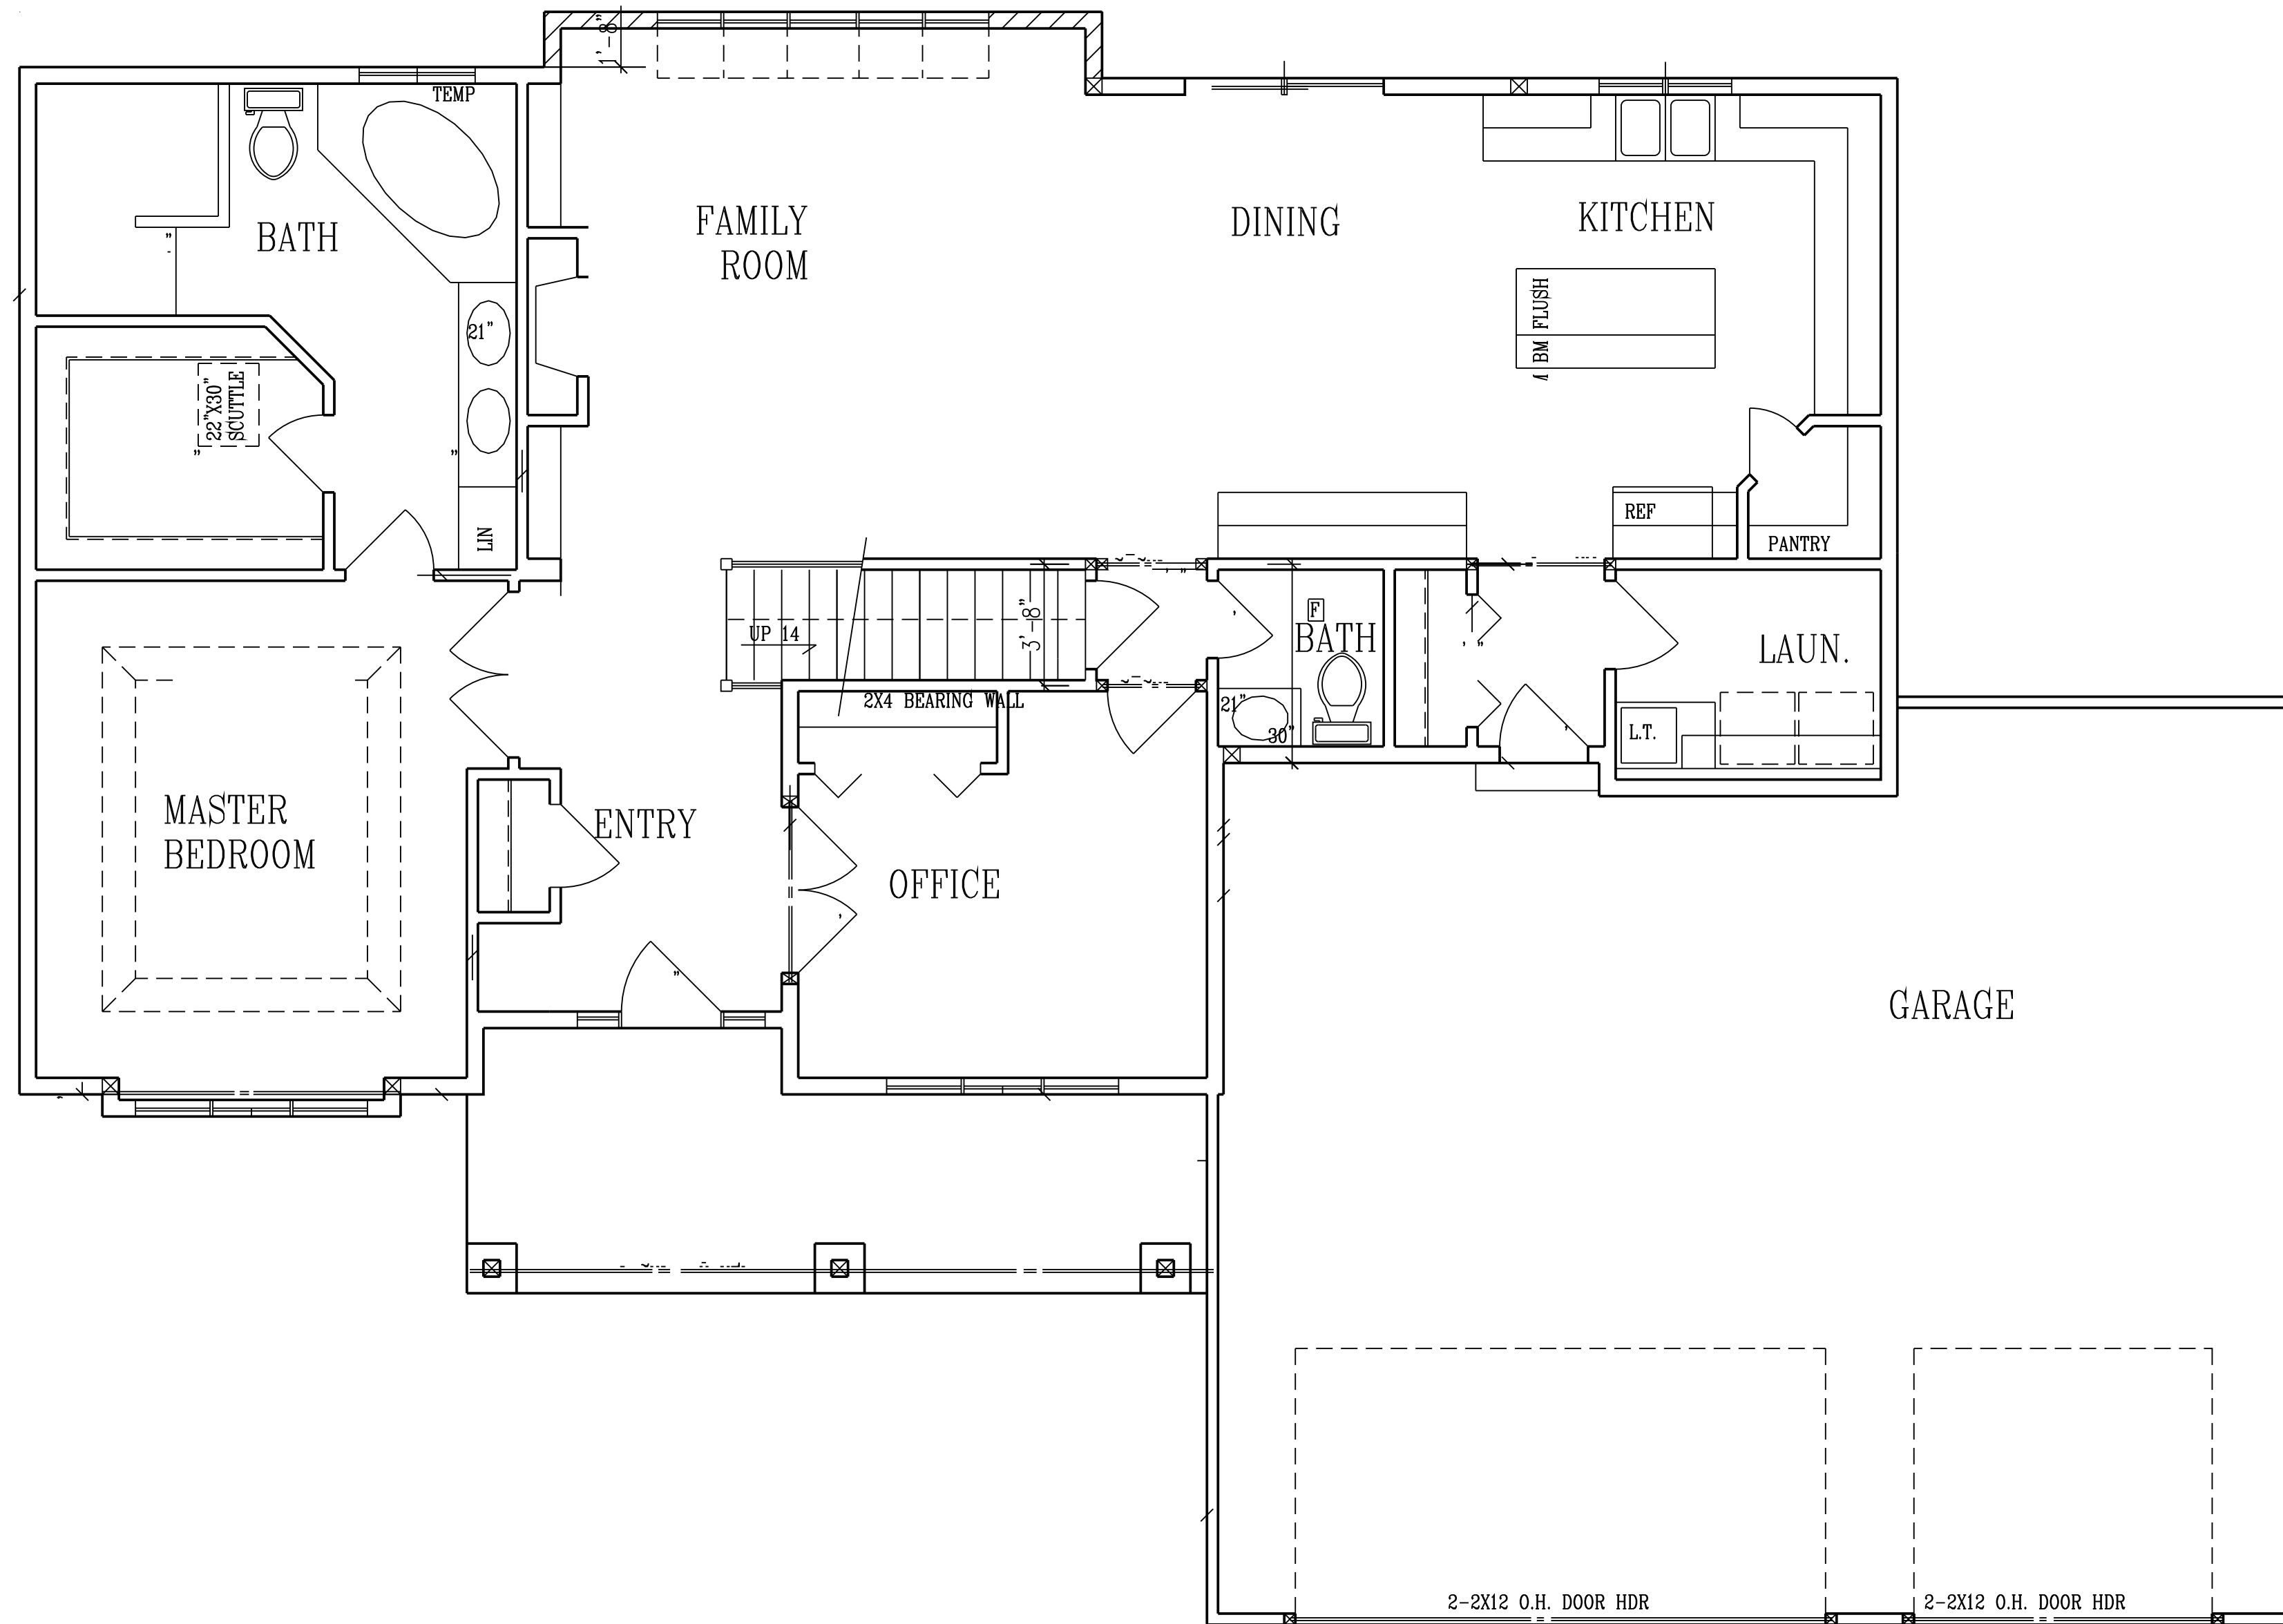 1'-8"
TEMP
FAMILY
ROOM
DINING
KITCHEN
BATH
21"
BM FLUSH
22"X30"
SCUTTLE
LIN
REF
PANTRY
UP 14
3'-8"
F
BATH
LAUN.
2X4 BEARING WALL
21"
30"
L.T.
MASTER
BEDROOM
ENTRY
OFFICE
GARAGE
2-2X12 O.H. DOOR HDR
2-2X12 O.H. DOOR HDR